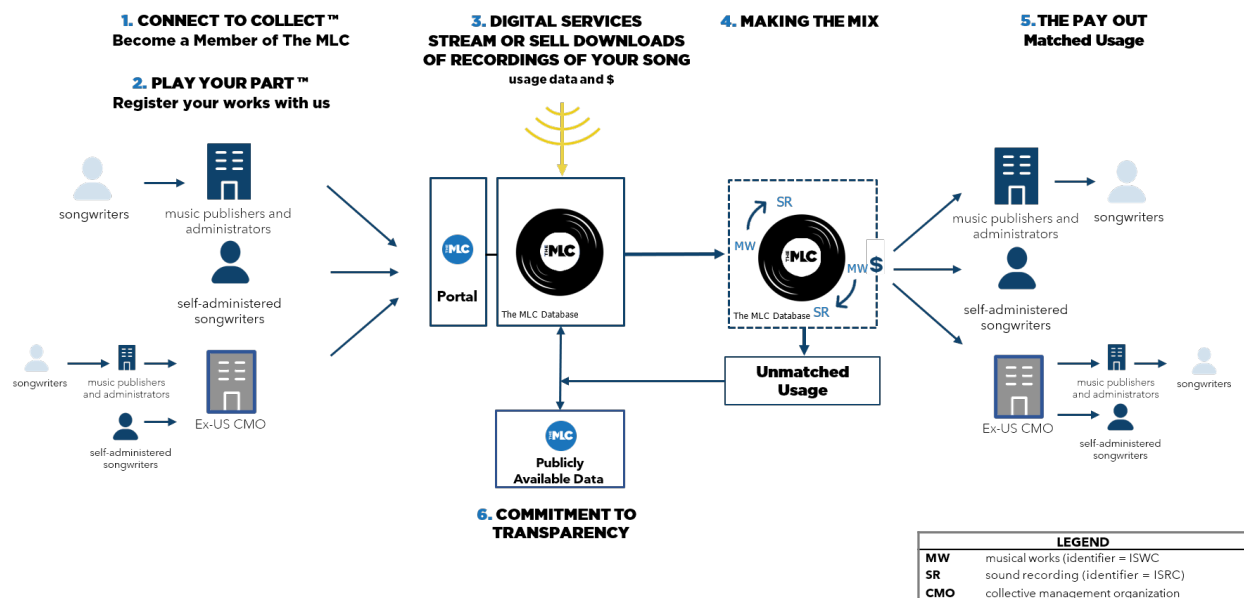 1. CONNECT TO COLLECT™
Become a Member of The MLC
2. PLAY YOUR PART™
Register your works with us
songwriters
music publishers and
administrators
self-administered
songwriters
songwriters
music publishers
and administrators
self-administered
songwriters
Ex-US CMO
3. DIGITAL SERVICES
STREAM OR SELL DOWNLOADS
OF RECORDINGS OF YOUR SONG
usage data and $
THE MLC
Portal
THE MLC
The MLC Database
THE MLC
Publicly
Available Data
6. COMMITMENT TO
TRANSPARENCY
4. MAKING THE MIX
SR
MW
THE MLC
MW
$
The MLC Database
SR
Unmatched
Usage
5. THE PAY OUT
Matched Usage
music publishers and
administrators
songwriters
self-administered
songwriters
Ex-US CMO
music publishers
and administrators
songwriters
self-administered
songwriters
LEGEND
MW musical works (identifier = ISWC
SR sound recording (identifier = ISRC)
CMO collective management organization